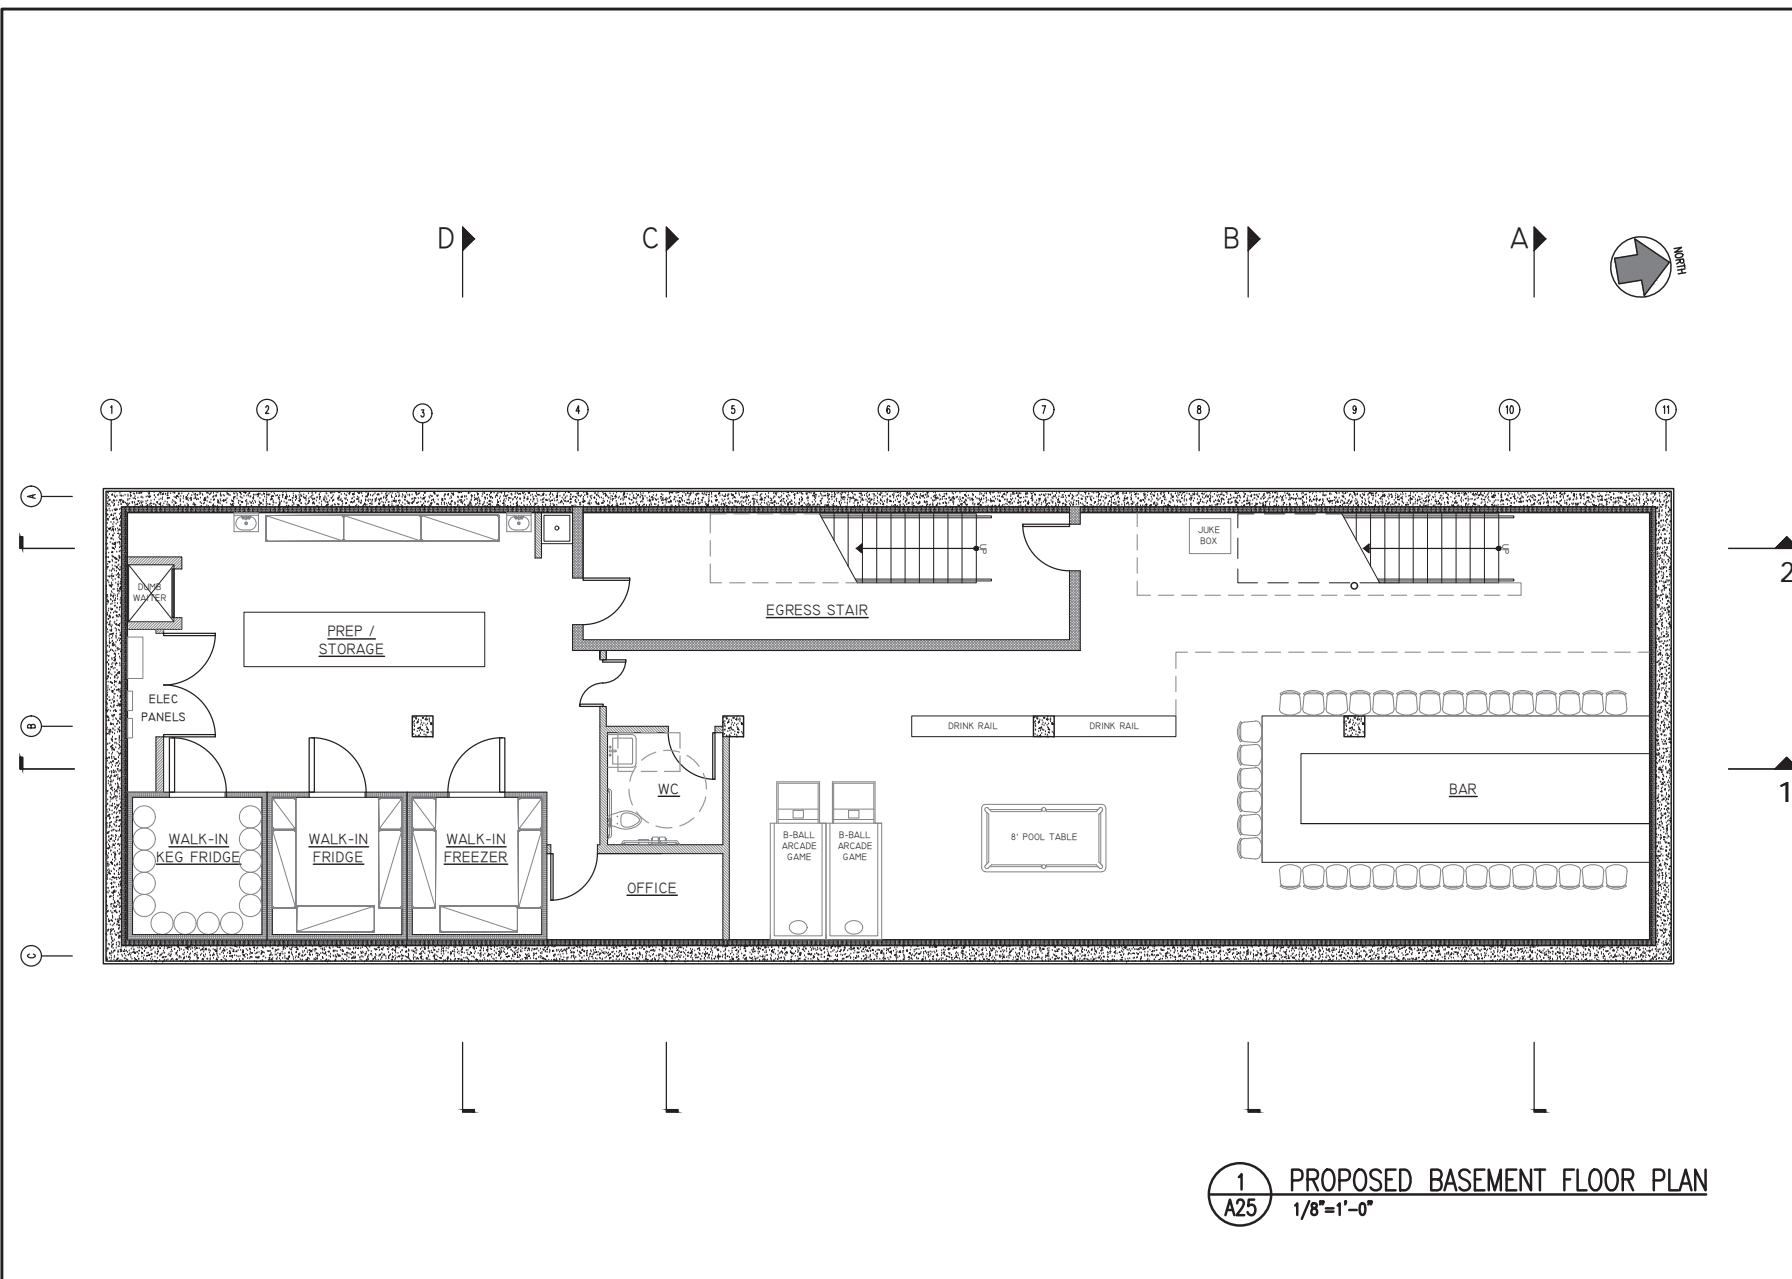 D C B A
NORTH
1 2 3 4 5 6 7 8 9 10 11
A
JUKE
BOX
UP
UP
2
DUMB
WAITER
EGRESS STAIR
PREP /
STORAGE
ELEC
PANELS
B
DRINK RAIL
DRINK RAIL
WC
BAR
1
WALK-IN
KEG FRIDGE
WALK-IN
FRIDGE
WALK-IN
FREEZER
B-BALL
ARCADE
GAME
B-BALL
ARCADE
GAME
8' POOL TABLE
OFFICE
C
1
A25
PROPOSED BASEMENT FLOOR PLAN
1/8"=1'-0"